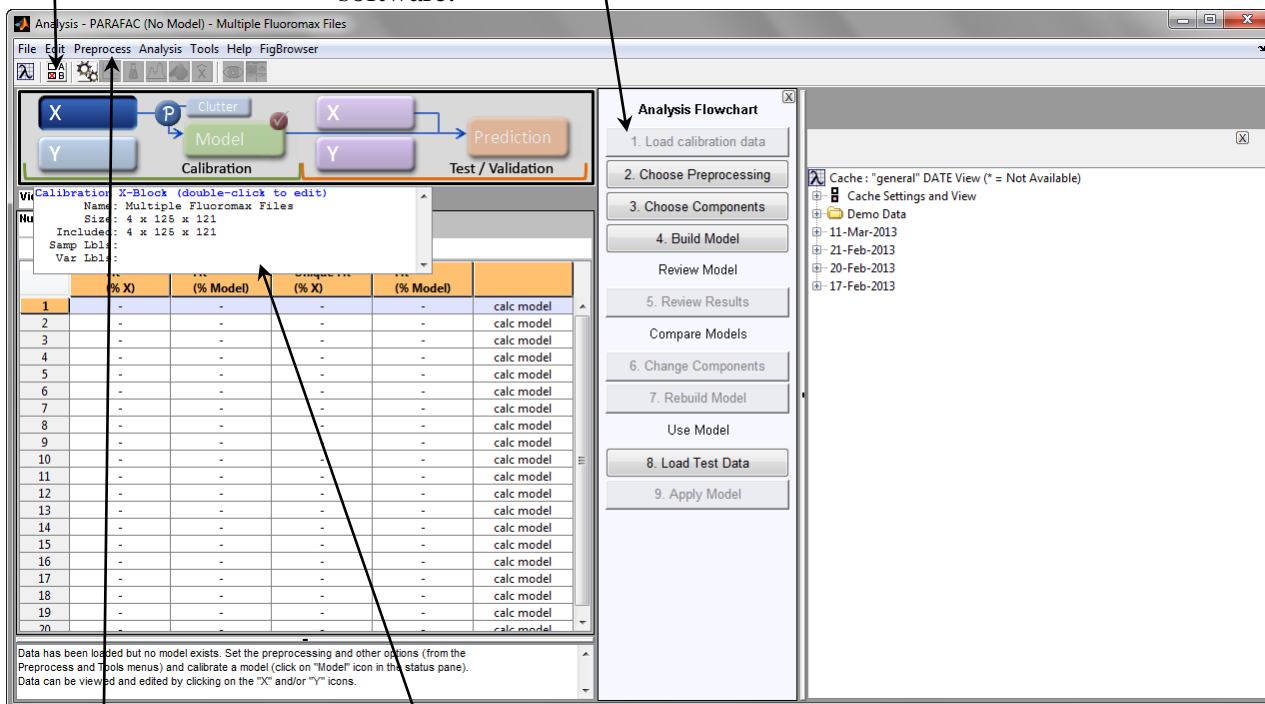 software.
Analysis - PARAFAC (No Model) - Multiple Fluoromax Files
File Edit Preprocess Analysis Tools Help FigBrowser
X
P
Clutter
Model
Y
Calibration
X
Y
Prediction
Test / Validation
Calibration X-Block (double-click to edit)
Name: Multiple Fluoromax Files
Size: 4 x 125 x 121
Included: 4 x 125 x 121
Samp Lbls:
Var Lbls:
(% X) (% Model) (% X) (% Model)
1 - - - - calc model
2 - - - - calc model
3 - - - - calc model
4 - - - - calc model
5 - - - - calc model
6 - - - - calc model
7 - - - - calc model
8 - - - - calc model
9 - - - - calc model
10 - - - - calc model
11 - - - - calc model
12 - - - - calc model
13 - - - - calc model
14 - - - - calc model
15 - - - - calc model
16 - - - - calc model
17 - - - - calc model
18 - - - - calc model
19 - - - - calc model
20 - - - - calc model
Data has been loaded but no model exists. Set the preprocessing and other options (from the
Preprocess and Tools menus) and calibrate a model (click on "Model" icon in the status pane).
Data can be viewed and edited by clicking on the "X" and/or "Y" icons.
Analysis Flowchart
1. Load calibration data
2. Choose Preprocessing
3. Choose Components
4. Build Model
Review Model
5. Review Results
Compare Models
6. Change Components
7. Rebuild Model
Use Model
8. Load Test Data
9. Apply Model
Cache : "general" DATE View (* = Not Available)
Cache Settings and View
Demo Data
11-Mar-2013
21-Feb-2013
20-Feb-2013
17-Feb-2013